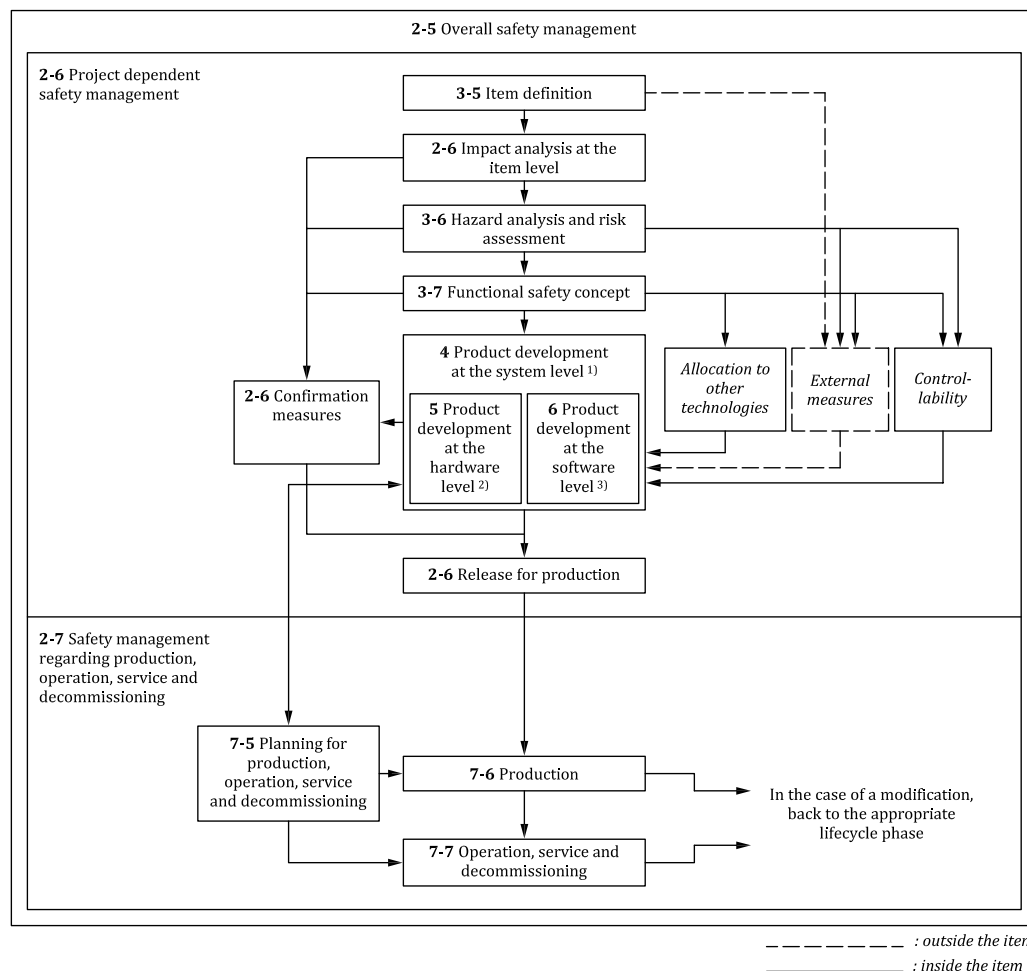 2-5 Overall safety management
2-6 Project dependent
safety management
3-5 Item definition
2-6 Impact analysis at the
item level
3-6 Hazard analysis and risk
assessment
3-7 Functional safety concept
4 Product development
at the system level 1)
5 Product
development
at the
hardware
level 2)
6 Product
development
at the
software
level 3)
2-6 Confirmation
measures
Allocation to
other
technologies
External
measures
Control-
lability
2-6 Release for production
2-7 Safety management
regarding production,
operation, service and
decommissioning
7-5 Planning for
production,
operation, service
and decommissioning
7-6 Production
7-7 Operation, service and
decommissioning
In the case of a modification,
back to the appropriate
lifecycle phase
: outside the item
: inside the item